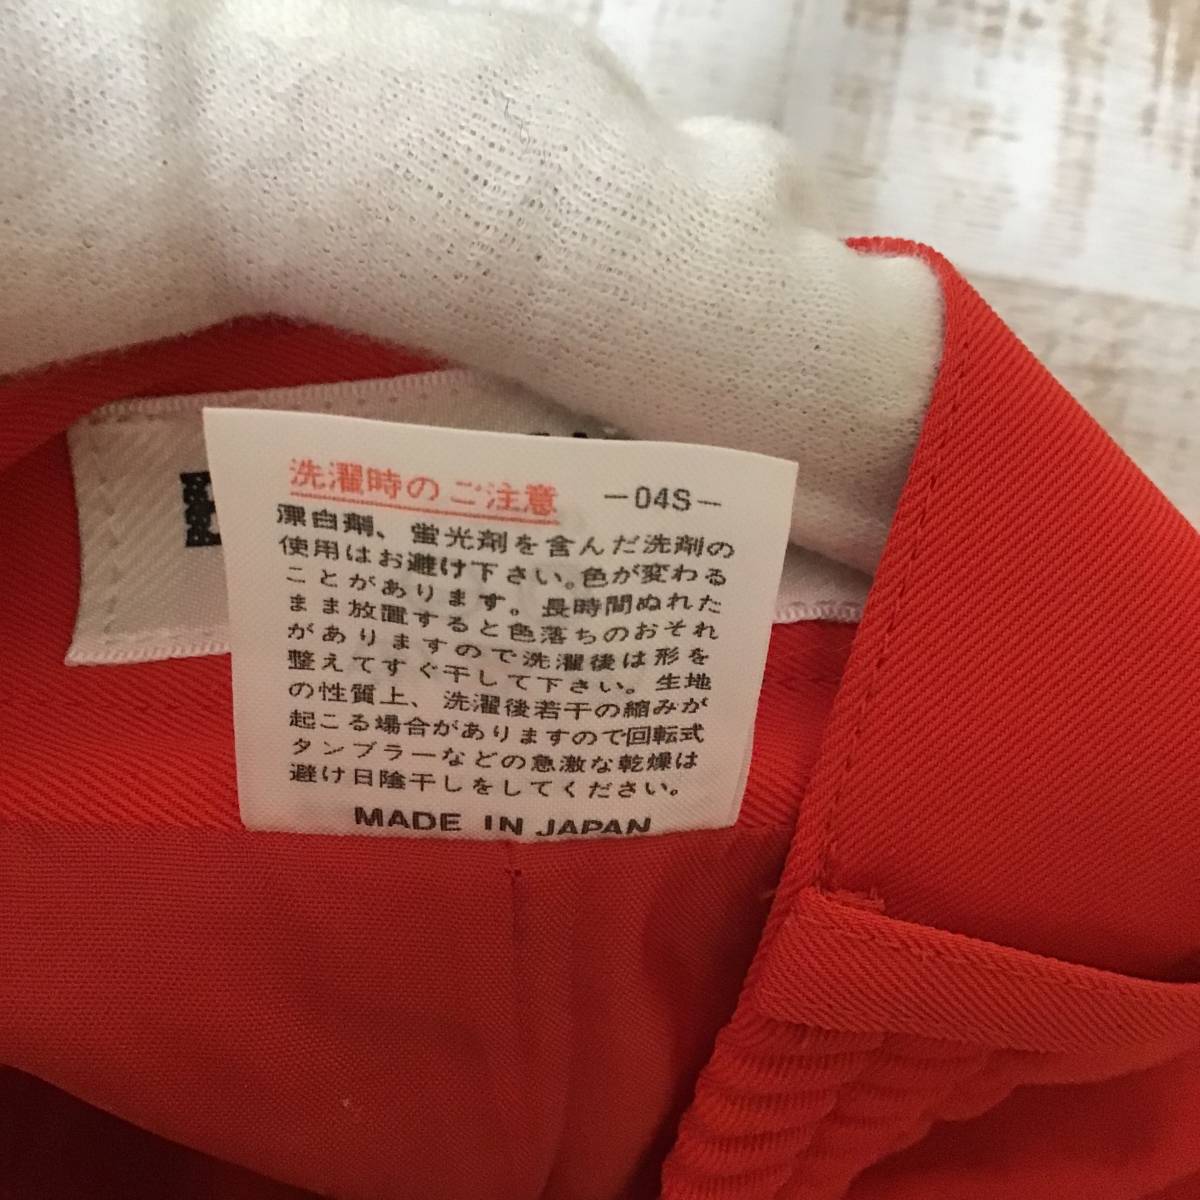 洗濯時のご注意 －04S－
漂白剤、蛍光剤を含んだ洗剤の
使用はお避け下さい。色が変わる
ことがあります。長時間ぬれた
まま放置すると色落ちのおそれ
がありますので洗濯後は形を
整えてすぐ干して下さい。生地
の性質上、洗濯後若干の縮みが
起こる場合がありますので回転式
タンブラーなどの急激な乾燥は
避け日陰干しをしてください。
MADE IN JAPAN